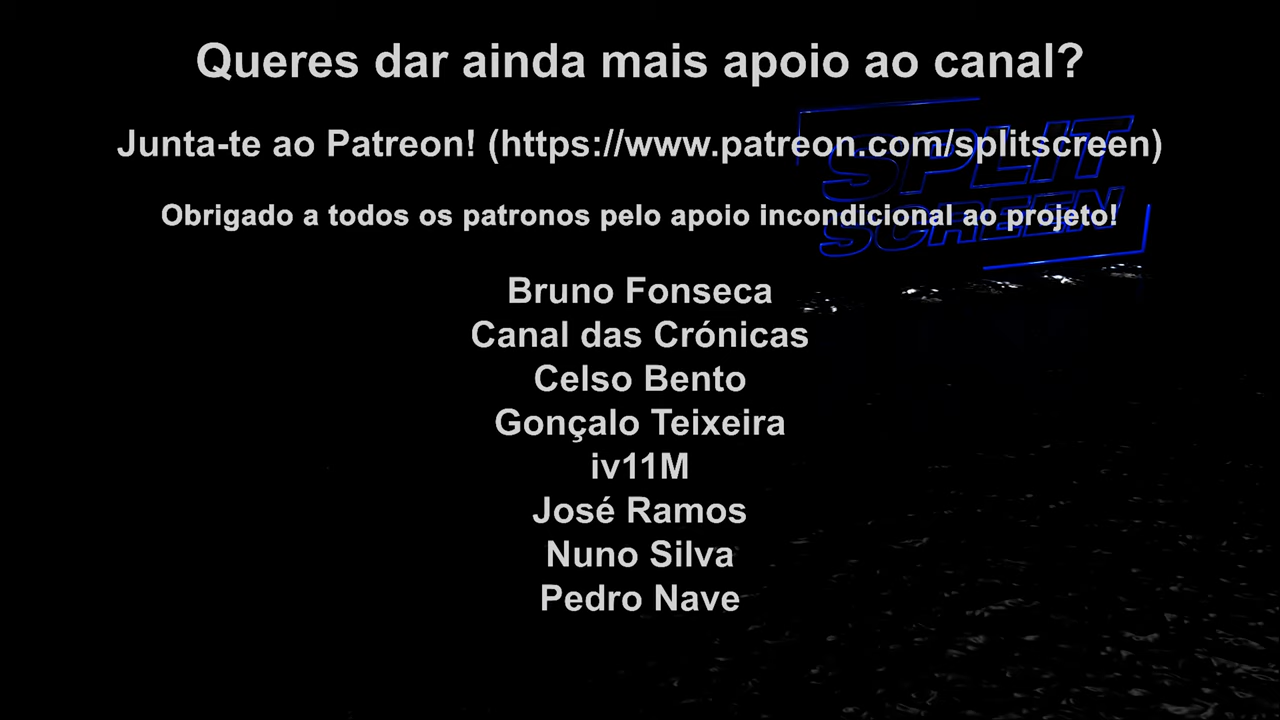 Queres dar ainda mais apoio ao canal?
Junta-te ao Patreon! (https://www.patreon.com/splitscreen)
SPLIT
SCREEN
Obrigado a todos os patronos pelo apoio incondicional ao projeto!
Bruno Fonseca
Canal das Crónicas
Celso Bento
Gonçalo Teixeira
iv11M
José Ramos
Nuno Silva
Pedro Nave